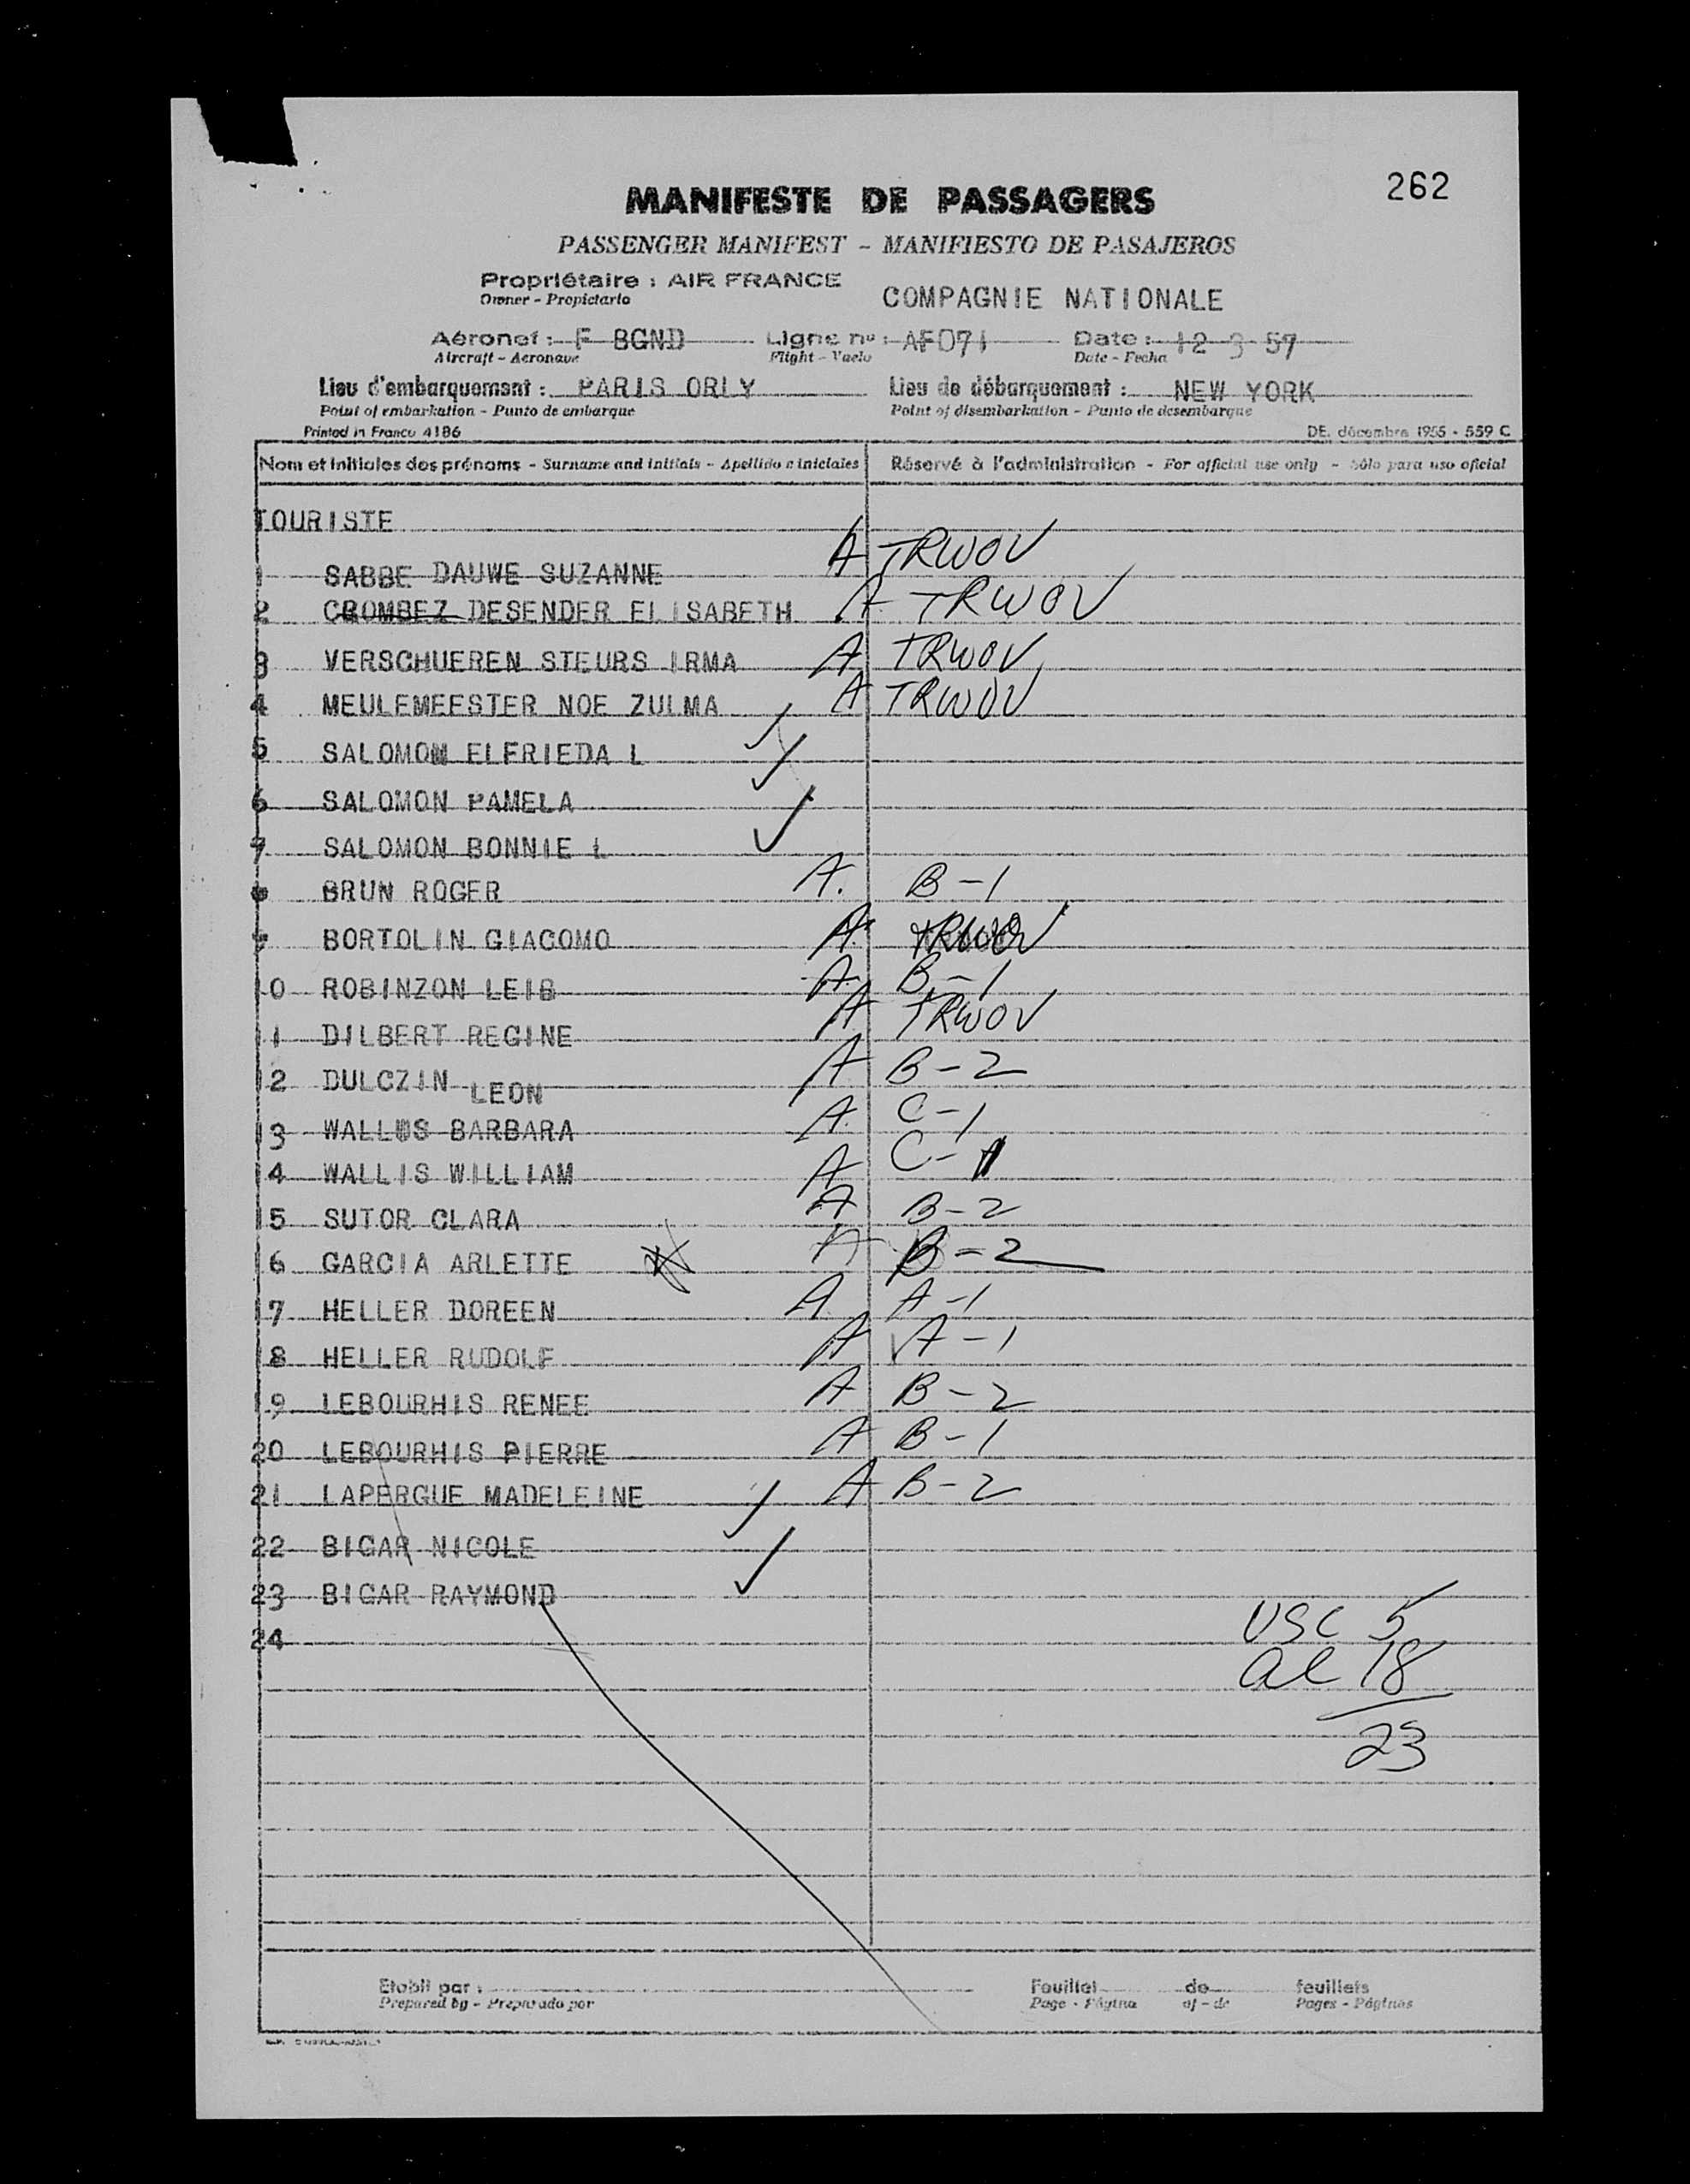 262
MANIFESTE DE PASSAGERS
PASSENGER MANIFEST - MANIFIESTO DE PASAJEROS
Propriétaire : AIR FRANCE COMPAGNIE NATIONALE
Owner - Propietario
Aéronef : F BGND Ligne no : AF071 Date : 12 3 57
Aircraft - Aeronave Flight - Vuelo Date - Fecha
Lieu d'embarquement : PARIS ORLY Lieu de débarquement : NEW YORK
Point of embarkation - Punto de embarque Point of disembarkation - Punto de desembarque
Printed in France 4186 DE. décembre 1955 - 559 C
Nom et initiales des prénoms - Surname and initials - Apellido e iniciales Réservé à l'administration - For official use only - Sólo para uso oficial
TOURISTE
1 SABBE DAUWE SUZANNE A TRWOV
2 CROMBEZ DESENDER ELISABETH A TRWOV
3 VERSCHUEREN STEURS IRMA A TRWOV
4 MEULEMEESTER NOE ZULMA A TRWOV
5 SALOMON ELFRIEDA L ✓
6 SALOMON PAMELA ✓
7 SALOMON BONNIE L ✓
BRUN ROGER A. B-1
BORTOLIN GIACOMO A. TRWOV
10 ROBINZON LEIB A. B-1
11 DILBERT REGINE A TRWOV
12 DULCZIN LEON A B-2
13 WALLUS BARBARA A. C-1
14 WALLIS WILLIAM A C-1
15 SUTOR CLARA A B-2
16 GARCIA ARLETTE A B-2
17 HELLER DOREEN A A-1
18 HELLER RUDOLF A A-1
19 LEBOURHIS RENEE A B-2
20 LEBOURHIS PIERRE A B-1
21 LAPERGUE MADELEINE A B-2
22 BIGAR NICOLE ✓
23 BIGAR RAYMOND ✓
24
USC 5
al 18
23
Etabli par : Feuillet de feuillets
Prepared by - Preparado por Page - Página of - de Pages - Páginas